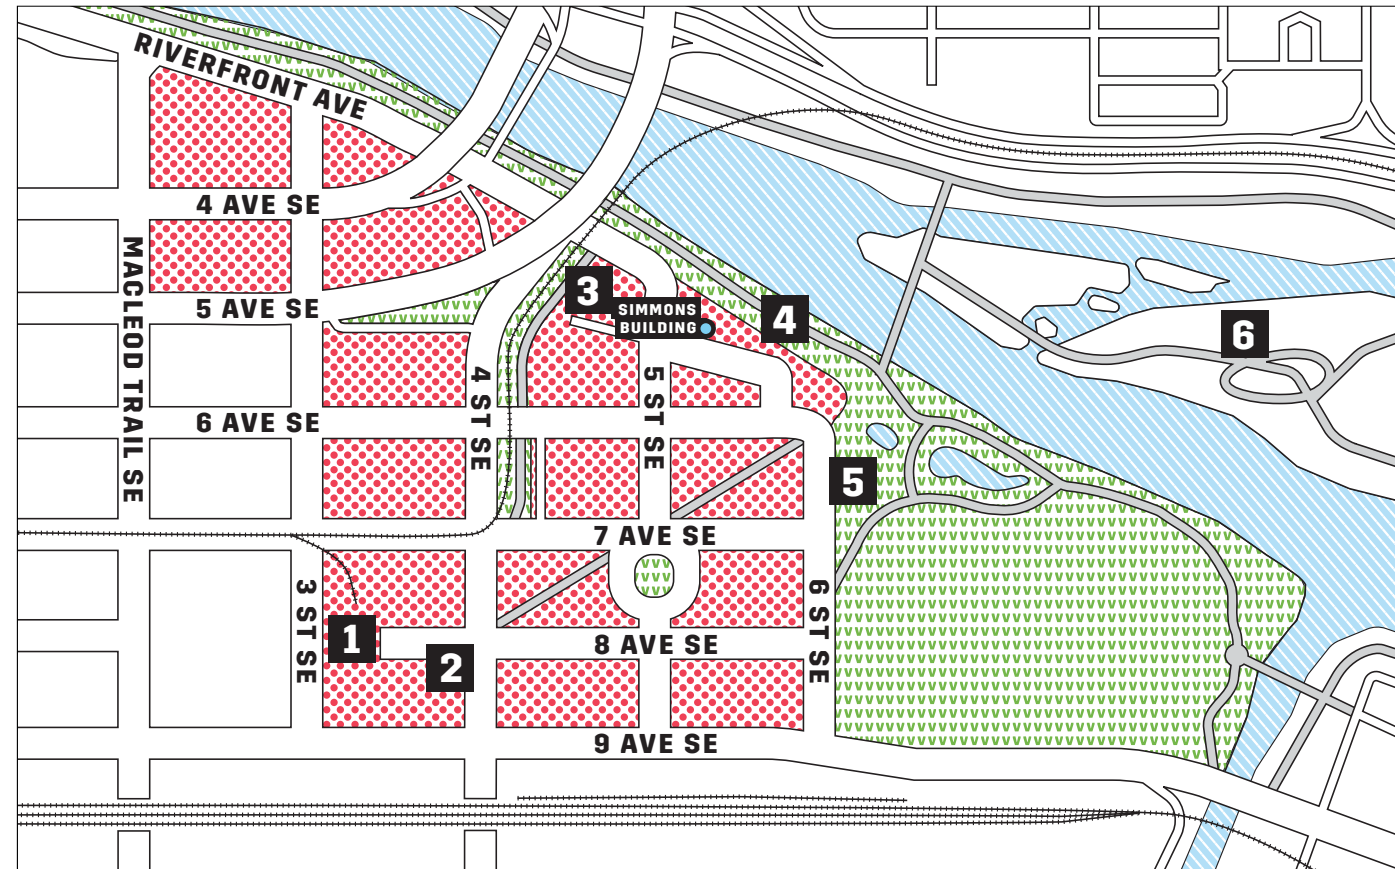 RIVERFRONT AVE
4 AVE SE
MACLEOD TRAIL SE
5 AVE SE
3
SIMMONS
BUILDING
4
6
4 ST SE
5 ST SE
6 AVE SE
5
7 AVE SE
3 ST SE
1
8 AVE SE
6 ST SE
2
9 AVE SE